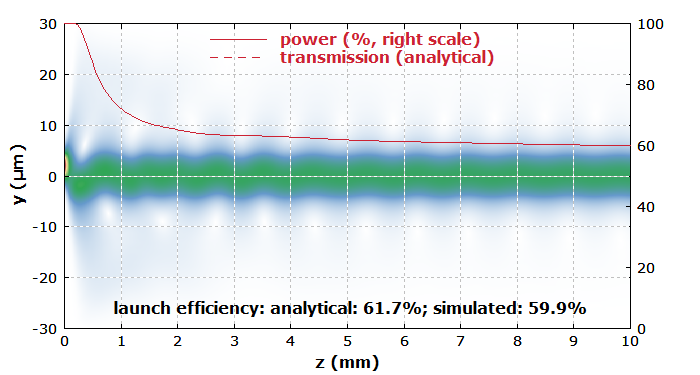 power (%, right scale)
transmission (analytical)
30
20
10
0
-10
-20
-30
y (µm)
100
80
60
40
20
0
launch efficiency: analytical: 61.7%; simulated: 59.9%
0 1 2 3 4 5 6 7 8 9 10
z (mm)